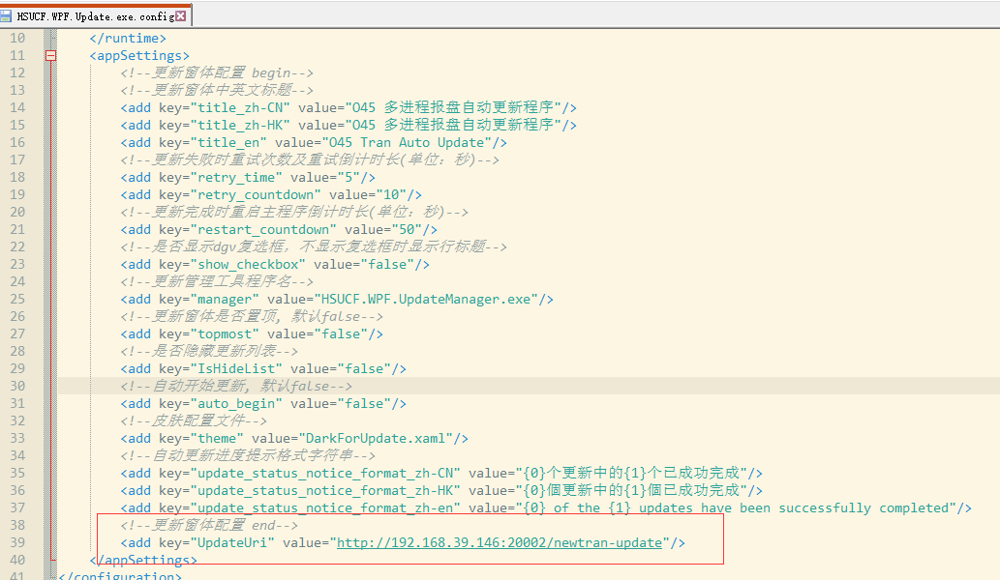 HSUCF.WPF.Update.exe.config
10 </runtime>
11 <appSettings>
12 <!--更新窗体配置 begin-->
13 <!--更新窗体中英文标题-->
14 <add key="title_zh-CN" value="O45 多进程报盘自动更新程序"/>
15 <add key="title_zh-HK" value="O45 多进程报盘自动更新程序"/>
16 <add key="title_en" value="O45 Tran Auto Update"/>
17 <!--更新失败时重试次数及重试倒计时长(单位：秒)-->
18 <add key="retry_time" value="5"/>
19 <add key="retry_countdown" value="10"/>
20 <!--更新完成时重启主程序倒计时长(单位：秒)-->
21 <add key="restart_countdown" value="50"/>
22 <!--是否显示dgv复选框，不显示复选框时显示行标题-->
23 <add key="show_checkbox" value="false"/>
24 <!--更新管理工具程序名-->
25 <add key="manager" value="HSUCF.WPF.UpdateManager.exe"/>
26 <!--更新窗体是否置顶, 默认false-->
27 <add key="topmost" value="false"/>
28 <!--是否隐藏更新列表-->
29 <add key="IsHideList" value="false"/>
30 <!--自动开始更新, 默认false-->
31 <add key="auto_begin" value="false"/>
32 <!--皮肤配置文件-->
33 <add key="theme" value="DarkForUpdate.xaml"/>
34 <!--自动更新进度提示格式字符串-->
35 <add key="update_status_notice_format_zh-CN" value="{0}个更新中的{1}个已成功完成"/>
36 <add key="update_status_notice_format_zh-HK" value="{0}個更新中的{1}個已成功完成"/>
37 <add key="update_status_notice_format_zh-en" value="{0} of the {1} updates have been successfully completed"/>
38 <!--更新窗体配置 end-->
39 <add key="UpdateUri" value="http://192.168.39.146:20002/newtran-update"/>
40 </appSettings>
41 </configuration>